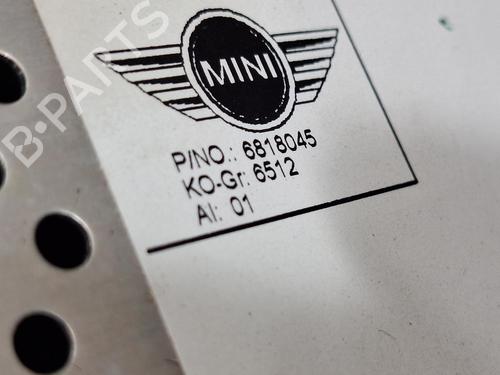 MINI
P/NO.: 6818045
KO-Gr: 6512
AI: 01
B-PARTS